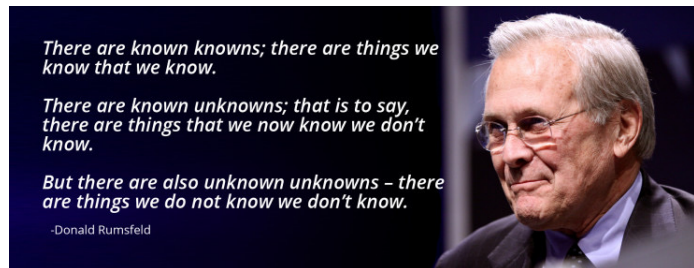 There are known knowns; there are things we
know that we know.
There are known unknowns; that is to say,
there are things that we now know we don’t
know.
But there are also unknown unknowns – there
are things we do not know we don’t know.
-Donald Rumsfeld